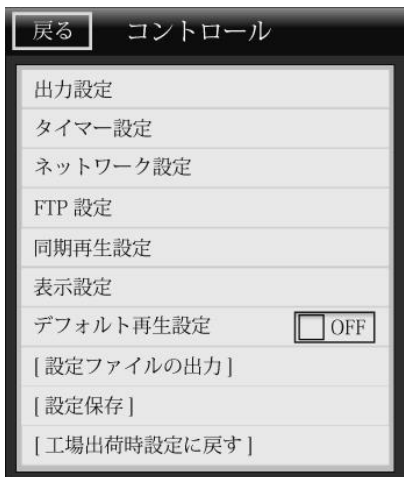 戻る コントロール
出力設定
タイマー設定
ネットワーク設定
FTP 設定
同期再生設定
表示設定
デフォルト再生設定 OFF
[ 設定ファイルの出力 ]
[ 設定保存 ]
[ 工場出荷時設定に戻す ]